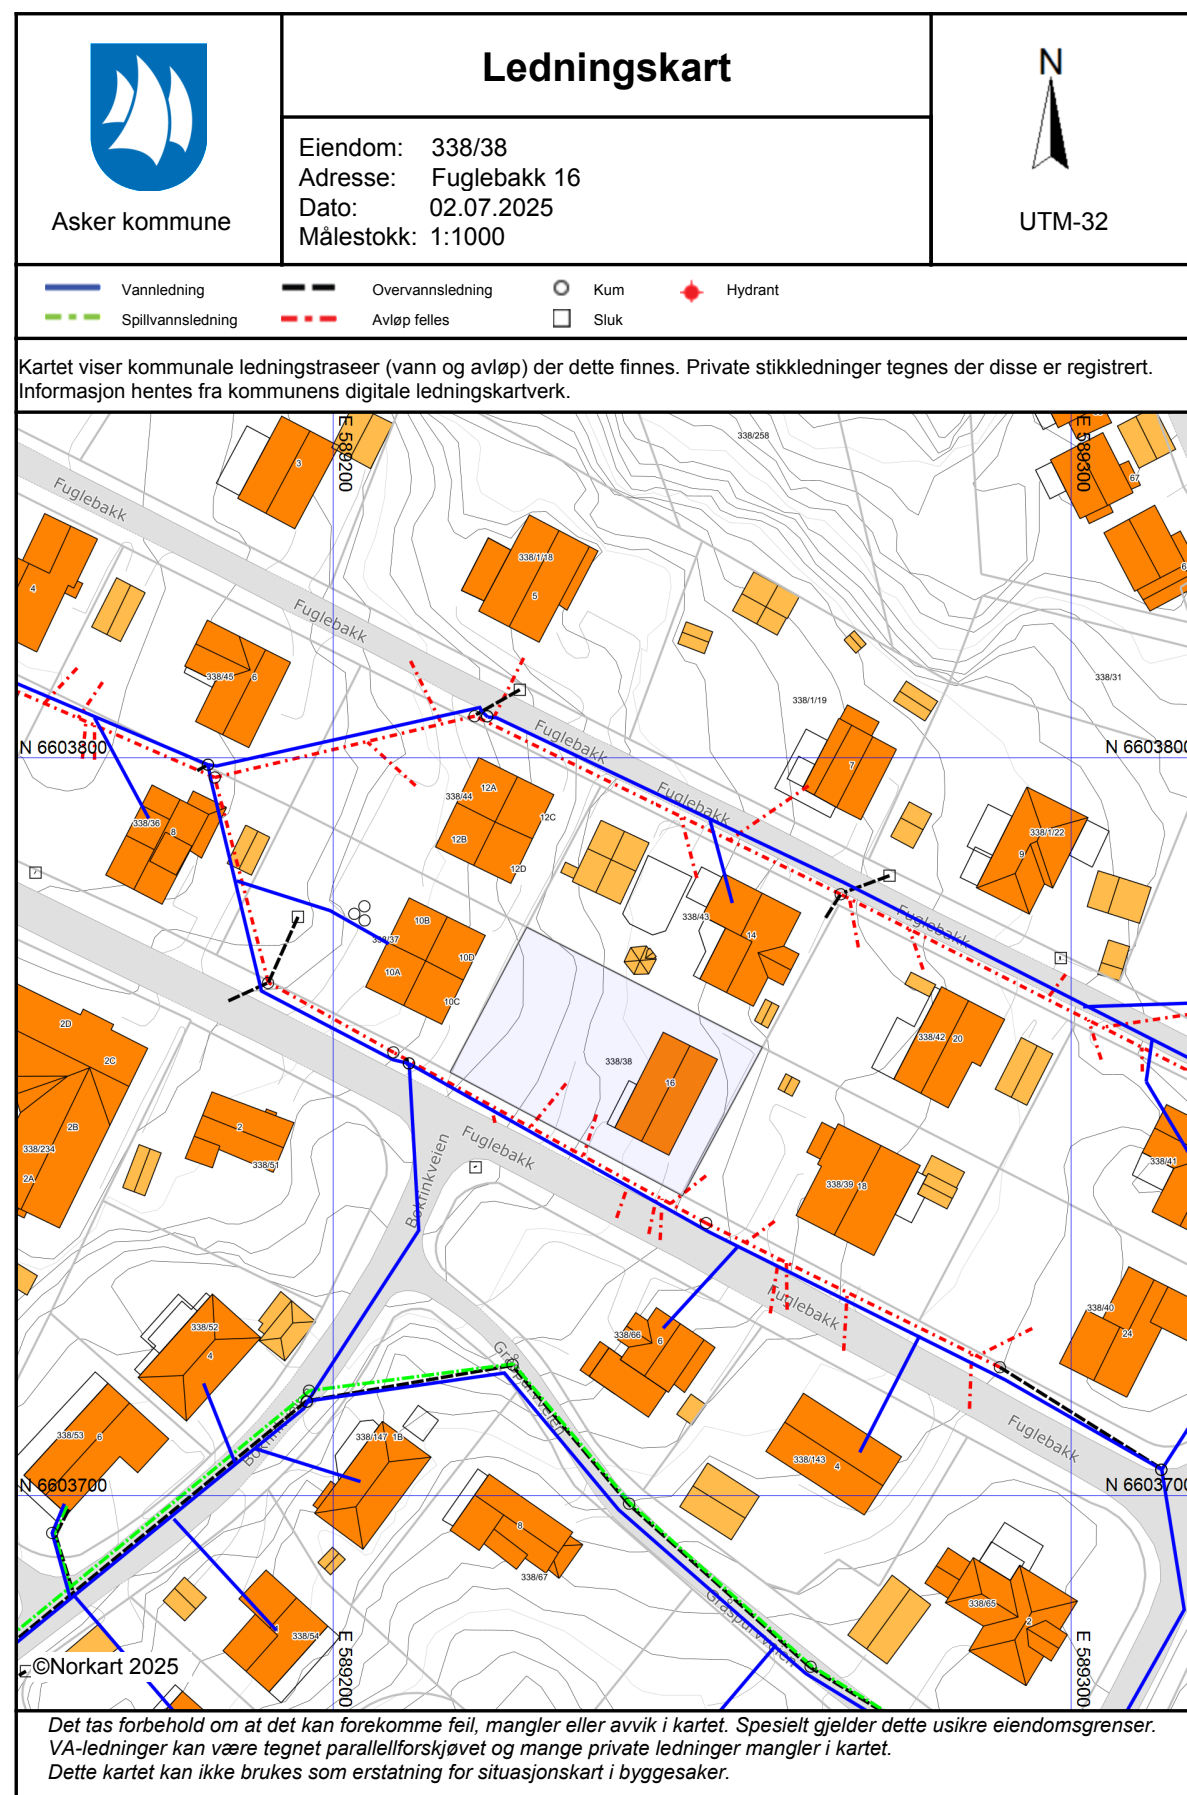 Ledningskart
Asker kommune
Eiendom: 338/38
Adresse: Fuglebakk 16
Dato: 02.07.2025
Målestokk: 1:1000
N
UTM-32
Vannledning
Overvannsledning
Kum
Hydrant
Spillvannsledning
Avløp felles
Sluk
Kartet viser kommunale ledningstraseer (vann og avløp) der dette finnes. Private stikkledninger tegnes der disse er registrert.
Informasjon hentes fra kommunens digitale ledningskartverk.
E 589200
E 589300
338/258
3
67
Fuglebakk
338/1/18
5
4
6
Fuglebakk
338/45
6
338/31
338/1/19
7
N 6603800
N 6603800
Fuglebakk
Fuglebakk
338/44
12A
12B
12C
12D
338/36
8
338/1/22
9
338/43
14
Fuglebakk
338/37
10B
10A
10D
10C
2D
2C
2B
338/234
2A
338/42
20
338/38
16
2
338/51
Fuglebakk
Bokfinkveien
338/39
18
338/41
Fuglebakk
338/52
4
338/66
6
338/40
24
Gråspurvveien
338/53
6
338/147
1B
338/143
4
Fuglebakk
N 6603700
N 6603700
8
338/67
338/54
Gråspurvveien
338/65
2
E 589200
E 589300
©Norkart 2025
Det tas forbehold om at det kan forekomme feil, mangler eller avvik i kartet. Spesielt gjelder dette usikre eiendomsgrenser.
VA-ledninger kan være tegnet parallellforskjøvet og mange private ledninger mangler i kartet.
Dette kartet kan ikke brukes som erstatning for situasjonskart i byggesaker.